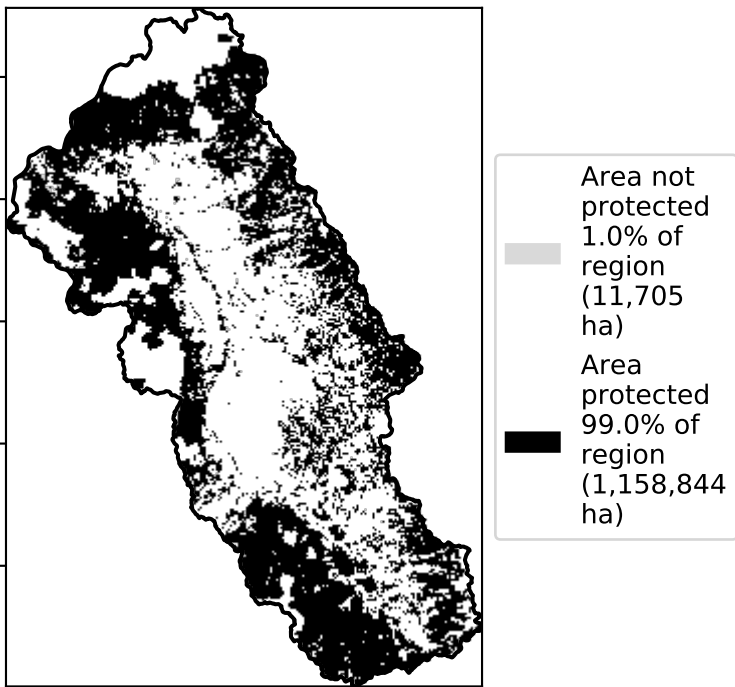 Area not
protected
1.0% of
region
(11,705
ha)
Area
protected
99.0% of
region
(1,158,844
ha)